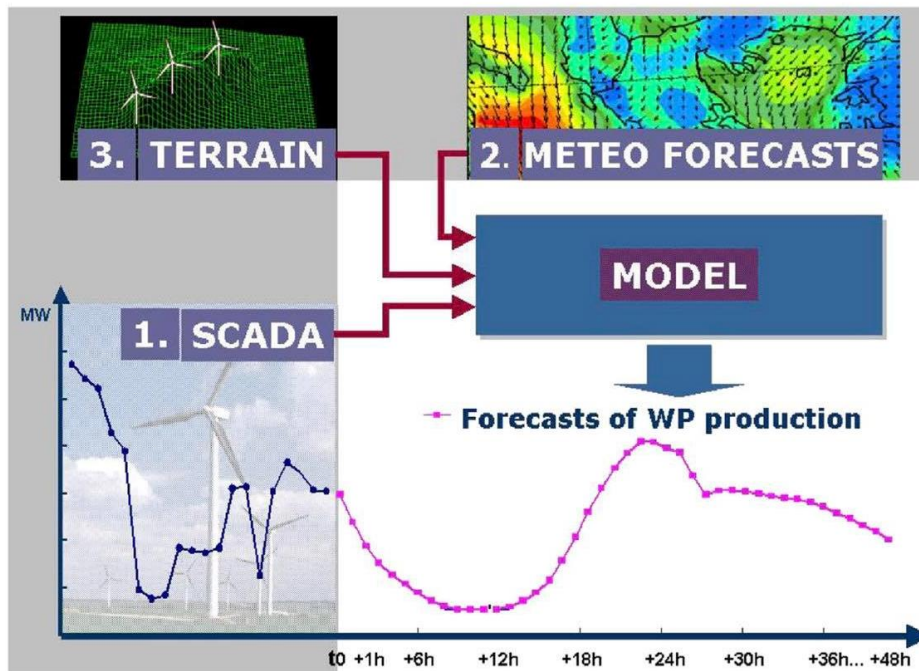 3. TERRAIN
2. METEO FORECASTS
MODEL
MW
1. SCADA
Forecasts of WP production
t0 +1h +6h +12h +18h +24h +30h +36h... +48h